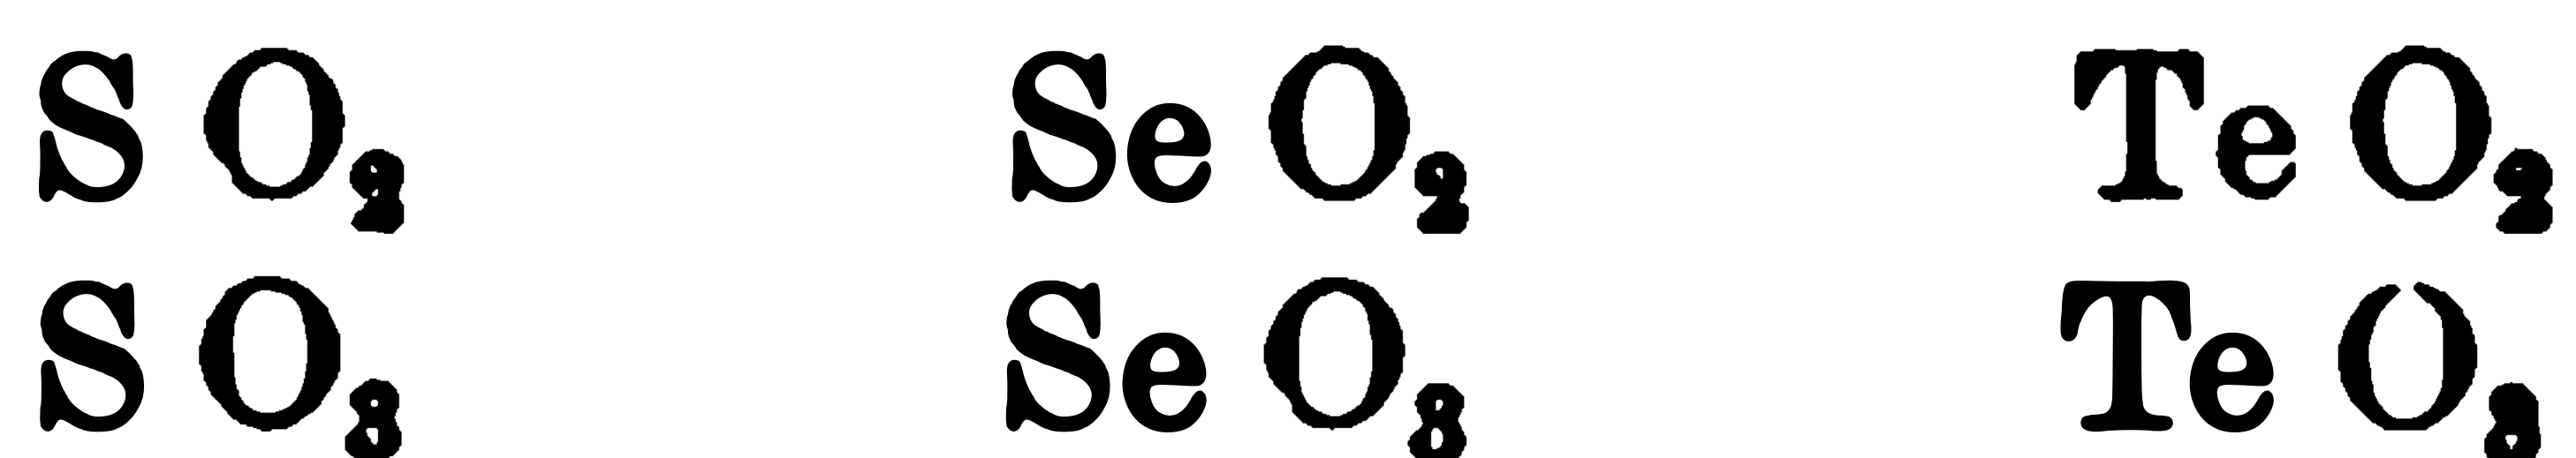 S O₂ Se O₂ Te O₂
S O₃ Se O₃ Te O₃